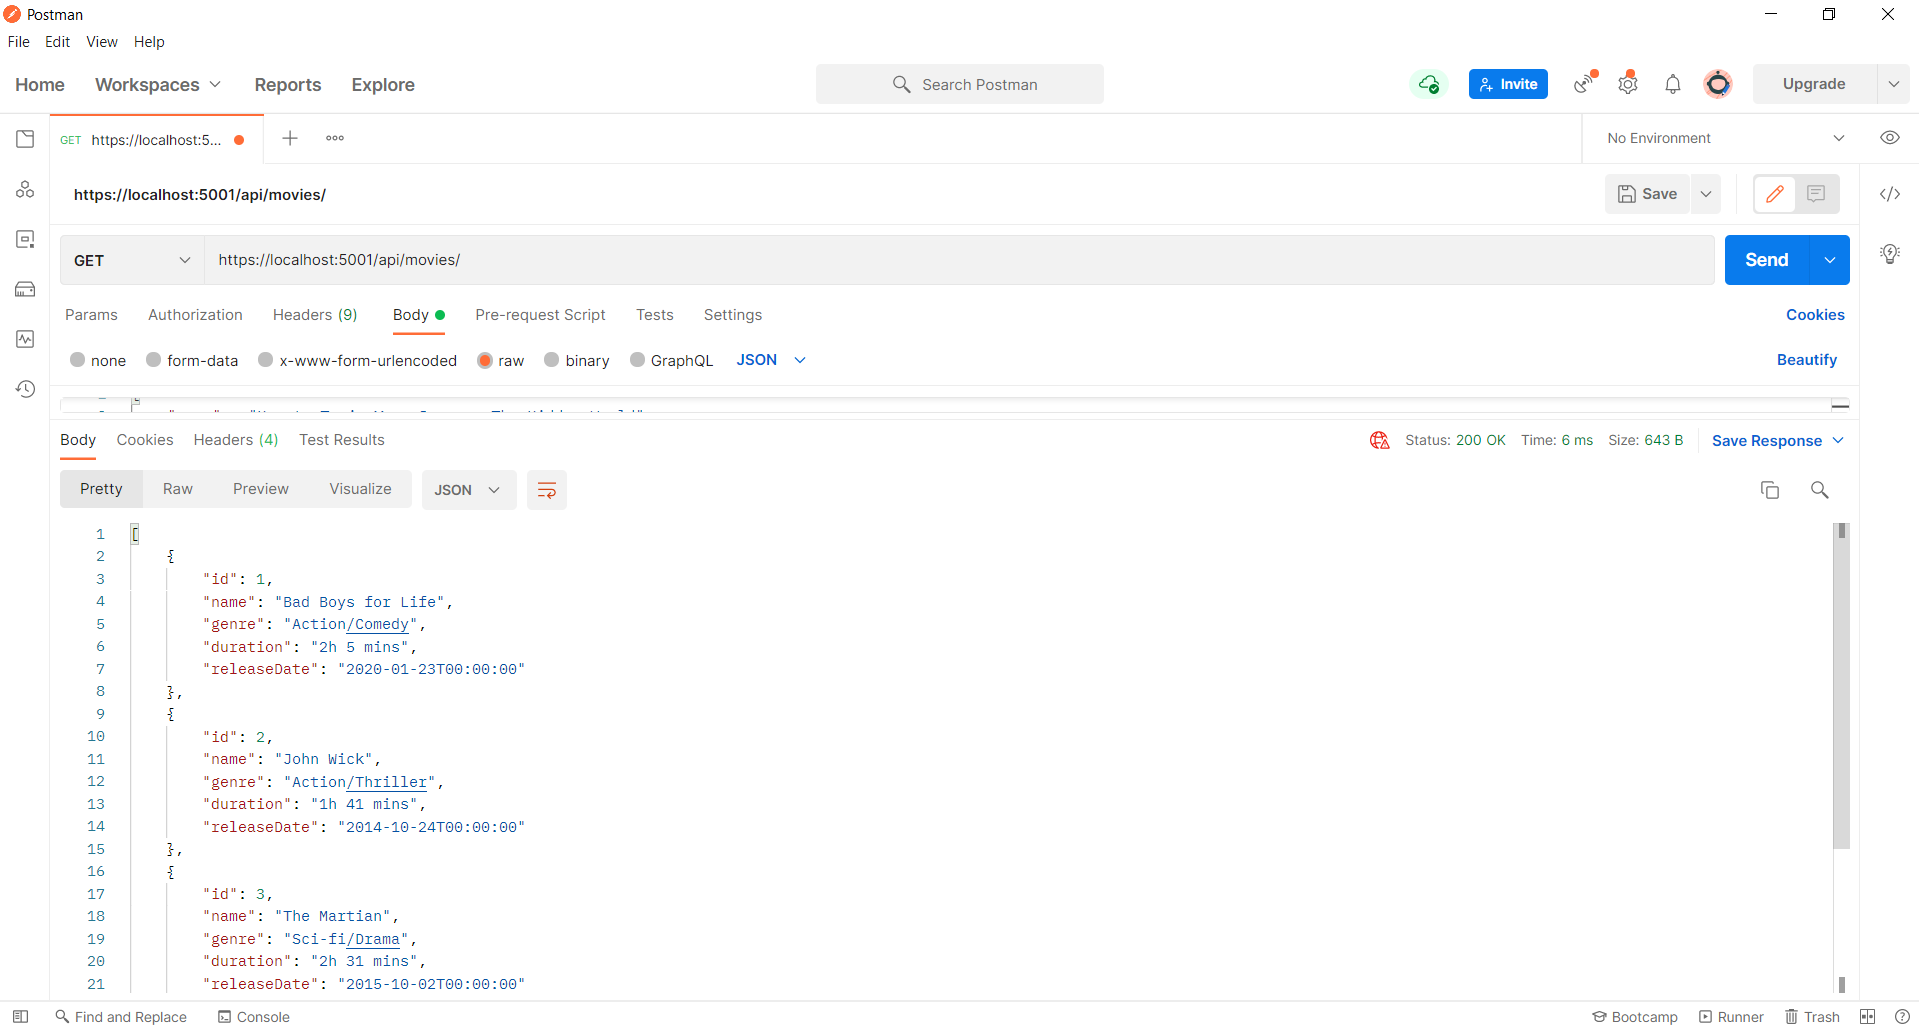 Postman
File Edit View Help
Home Workspaces Reports Explore Search Postman Invite Upgrade
GET https://localhost:5... No Environment
https://localhost:5001/api/movies/ Save
GET https://localhost:5001/api/movies/ Send
Params Authorization Headers (9) Body Pre-request Script Tests Settings Cookies
none form-data x-www-form-urlencoded raw binary GraphQL JSON Beautify
Body Cookies Headers (4) Test Results Status: 200 OK Time: 6 ms Size: 643 B Save Response
Pretty Raw Preview Visualize JSON
1 [
2 {
3 "id": 1,
4 "name": "Bad Boys for Life",
5 "genre": "Action/Comedy",
6 "duration": "2h 5 mins",
7 "releaseDate": "2020-01-23T00:00:00"
8 },
9 {
10 "id": 2,
11 "name": "John Wick",
12 "genre": "Action/Thriller",
13 "duration": "1h 41 mins",
14 "releaseDate": "2014-10-24T00:00:00"
15 },
16 {
17 "id": 3,
18 "name": "The Martian",
19 "genre": "Sci-fi/Drama",
20 "duration": "2h 31 mins",
21 "releaseDate": "2015-10-02T00:00:00"
Find and Replace Console Bootcamp Runner Trash